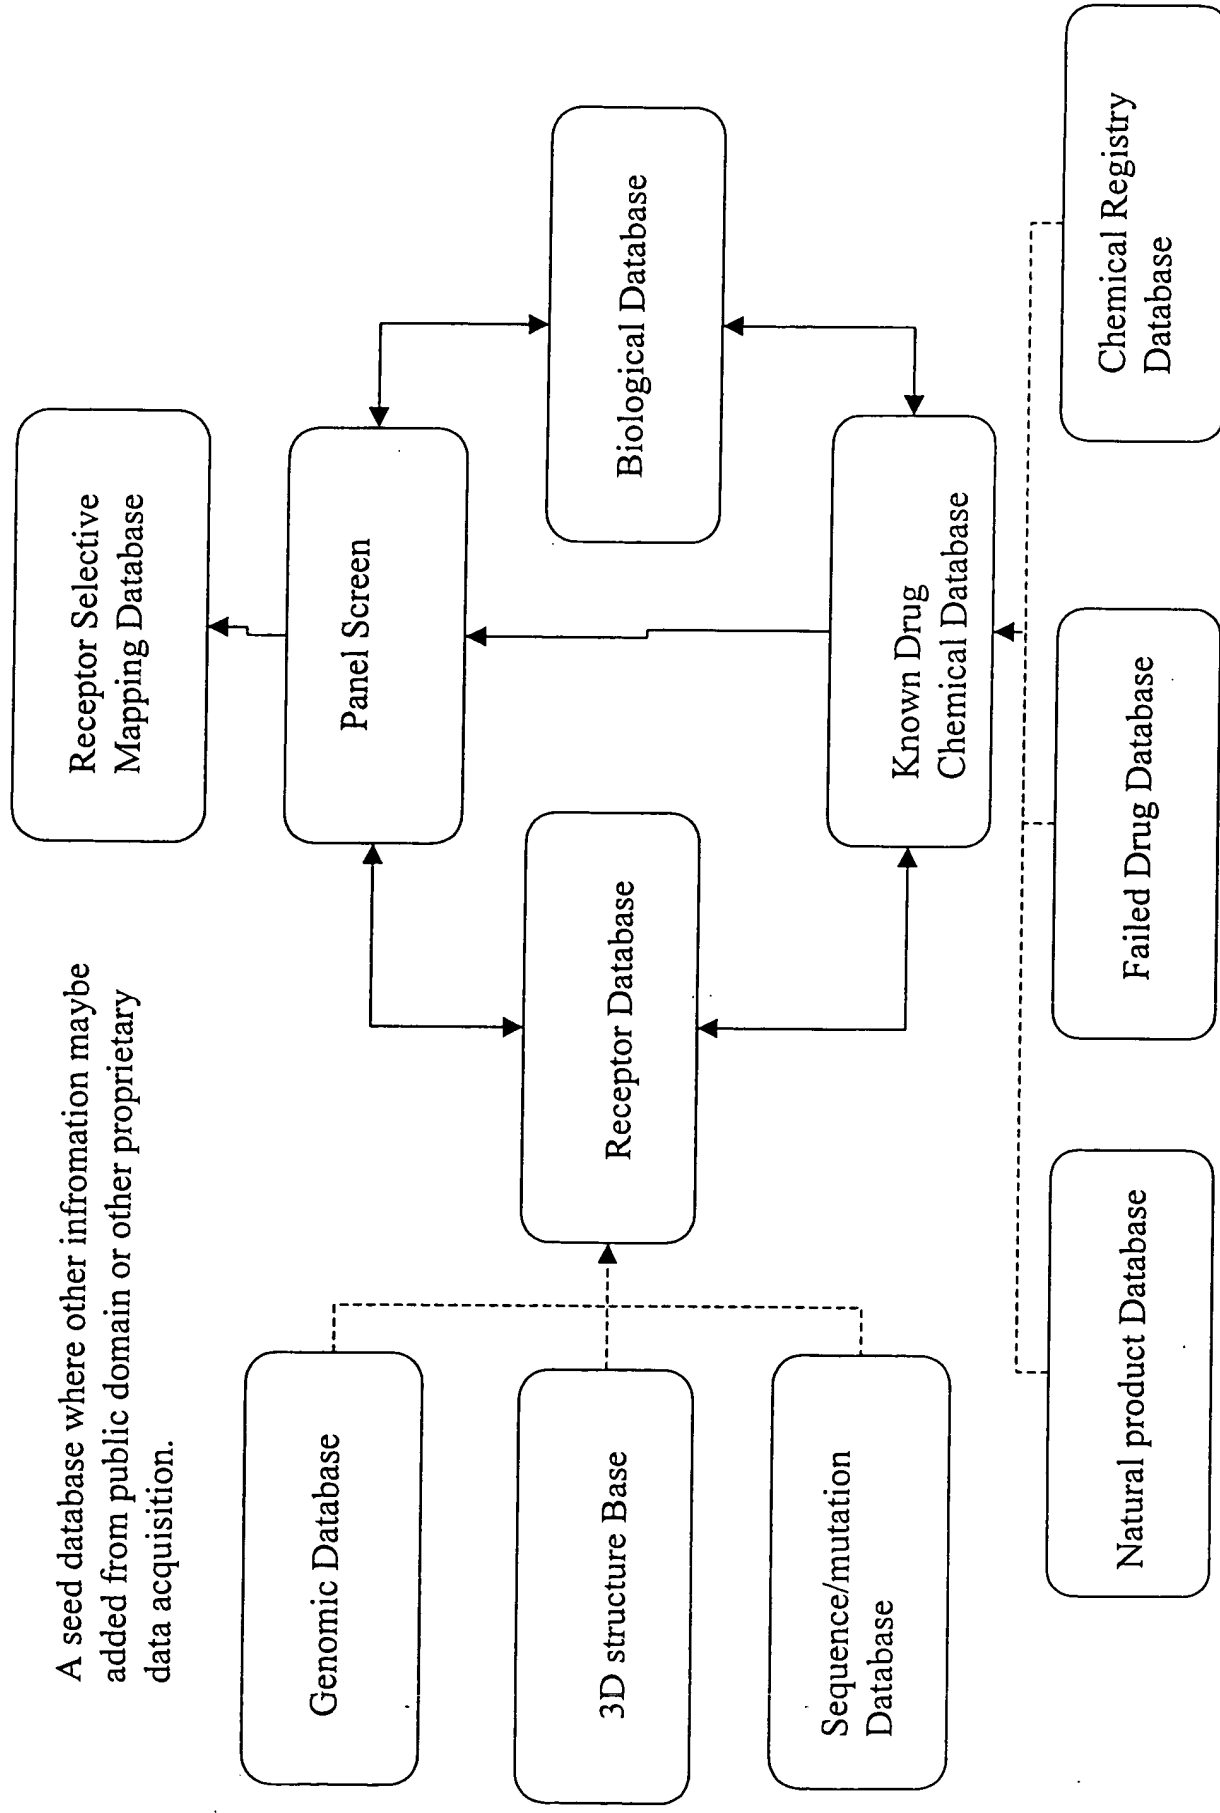 A seed database where other infromation maybe
added from public domain or other proprietary
data acquisition.
Receptor Selective
Mapping Database
Genomic Database
Panel Screen
3D structure Base
Receptor Database
Biological Database
Sequence/mutation
Database
Known Drug
Chemical Database
Natural product Database
Failed Drug Database
Chemical Registry
Database